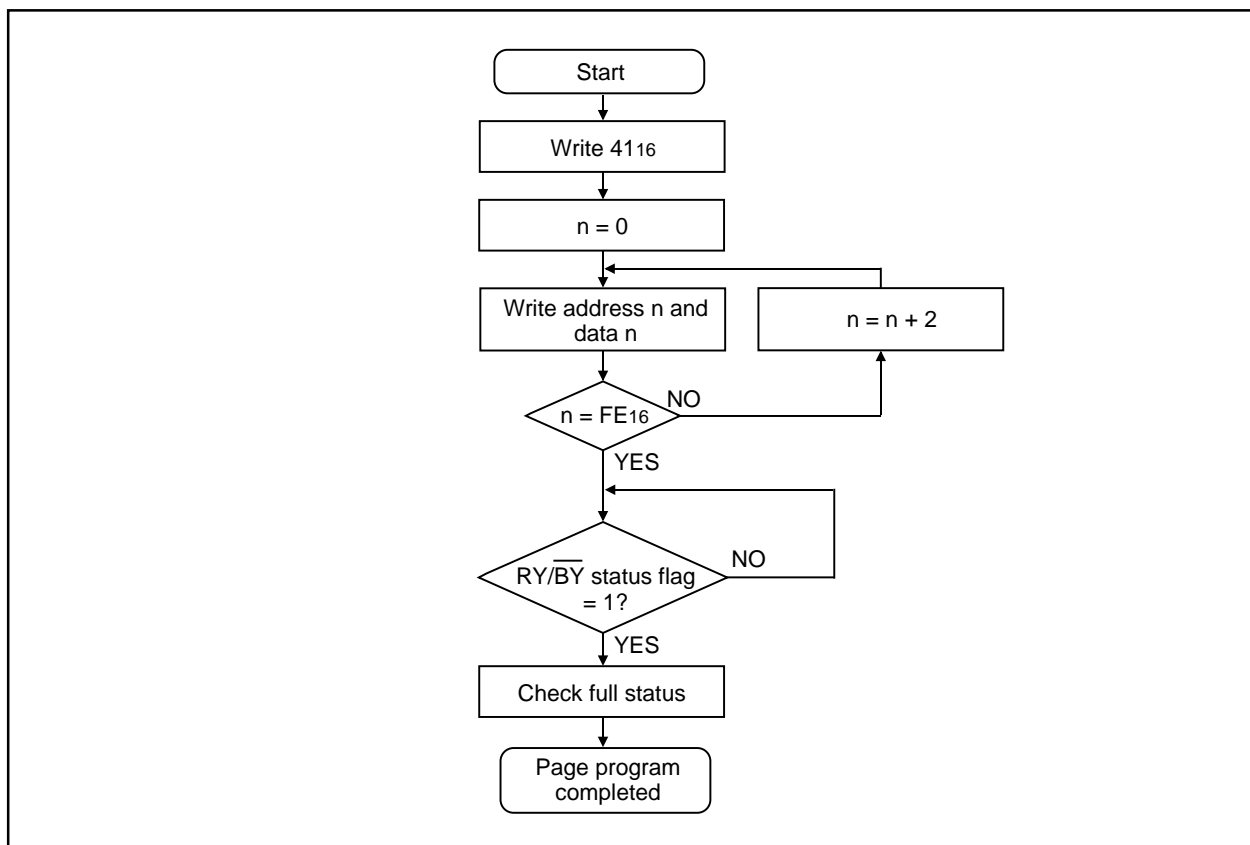 Start
Write 4116
n = 0
Write address n and
data n
n = n + 2
n = FE16
NO
YES
NO
RY/B̅Y̅ status flag
= 1?
YES
Check full status
Page program
completed